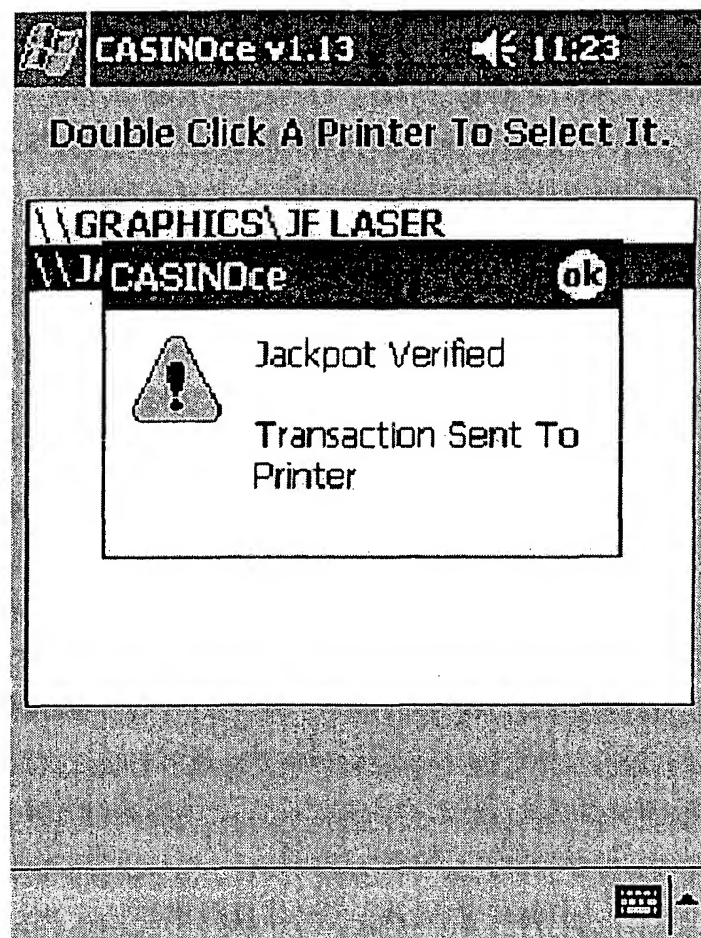 CASINOce v1.13 11:23
Double Click A Printer To Select It.
\\GRAPHICS\JF LASER
CASINOce ok
Jackpot Verified
Transaction Sent To
Printer